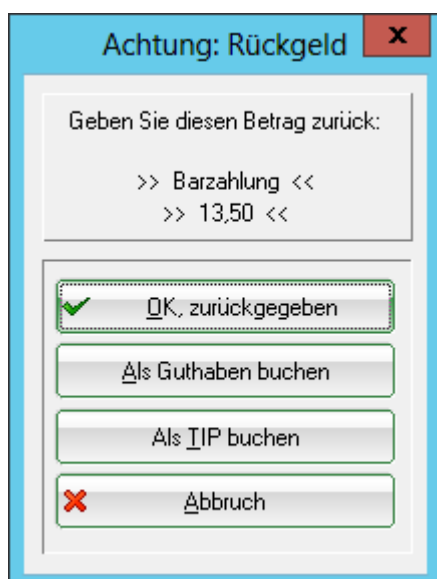 Achtung: Rückgeld
x
Geben Sie diesen Betrag zurück:
>> Barzahlung <<
>> 13,50 <<
OK, zurückgegeben
Als Guthaben buchen
Als TIP buchen
Abbruch